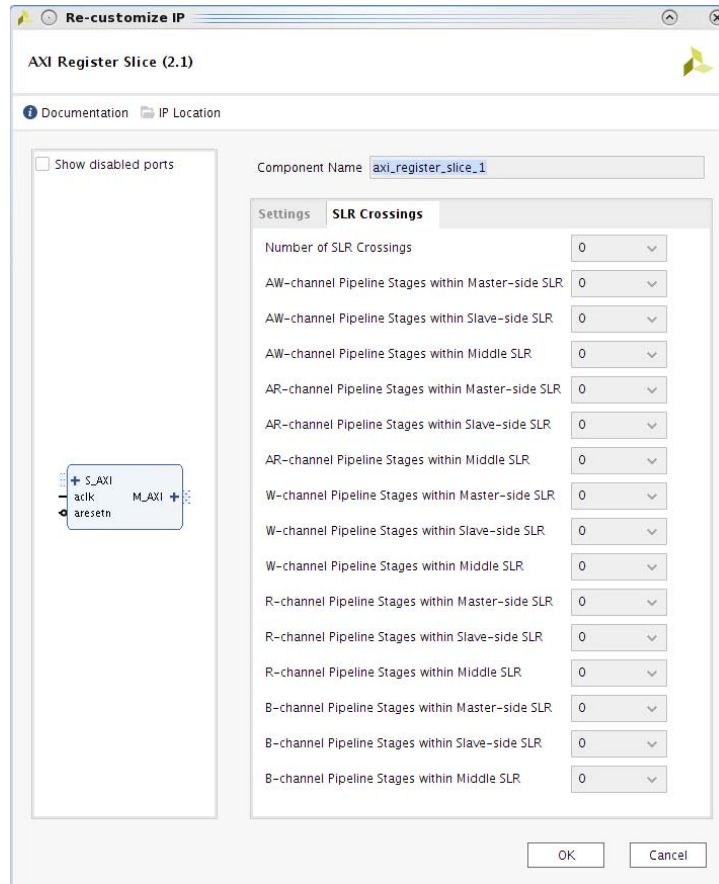 Re-customize IP
AXI Register Slice (2.1)
Documentation IP Location
Show disabled ports
S_AXI
aclk M_AXI
aresetn
Component Name axi_register_slice_1
Settings SLR Crossings
Number of SLR Crossings 0
AW-channel Pipeline Stages within Master-side SLR 0
AW-channel Pipeline Stages within Slave-side SLR 0
AW-channel Pipeline Stages within Middle SLR 0
AR-channel Pipeline Stages within Master-side SLR 0
AR-channel Pipeline Stages within Slave-side SLR 0
AR-channel Pipeline Stages within Middle SLR 0
W-channel Pipeline Stages within Master-side SLR 0
W-channel Pipeline Stages within Slave-side SLR 0
W-channel Pipeline Stages within Middle SLR 0
R-channel Pipeline Stages within Master-side SLR 0
R-channel Pipeline Stages within Slave-side SLR 0
R-channel Pipeline Stages within Middle SLR 0
B-channel Pipeline Stages within Master-side SLR 0
B-channel Pipeline Stages within Slave-side SLR 0
B-channel Pipeline Stages within Middle SLR 0
OK Cancel